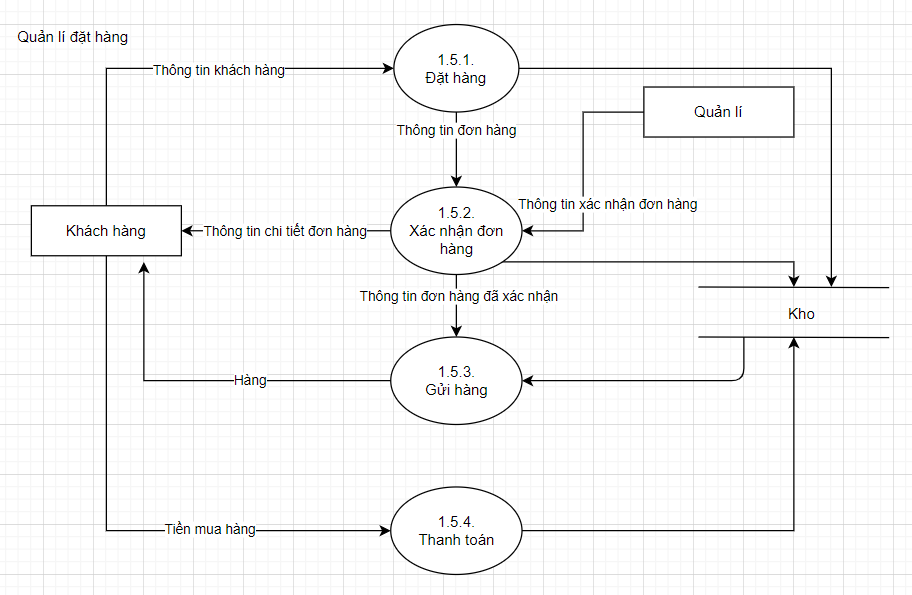 Quản lí đặt hàng
1.5.1.
Đặt hàng
Thông tin khách hàng
Quản lí
Thông tin đơn hàng
Thông tin xác nhận đơn hàng
1.5.2.
Xác nhận đơn
hàng
Khách hàng
Thông tin chi tiết đơn hàng
Thông tin đơn hàng đã xác nhận
Kho
1.5.3.
Gửi hàng
Hàng
1.5.4.
Thanh toán
Tiền mua hàng